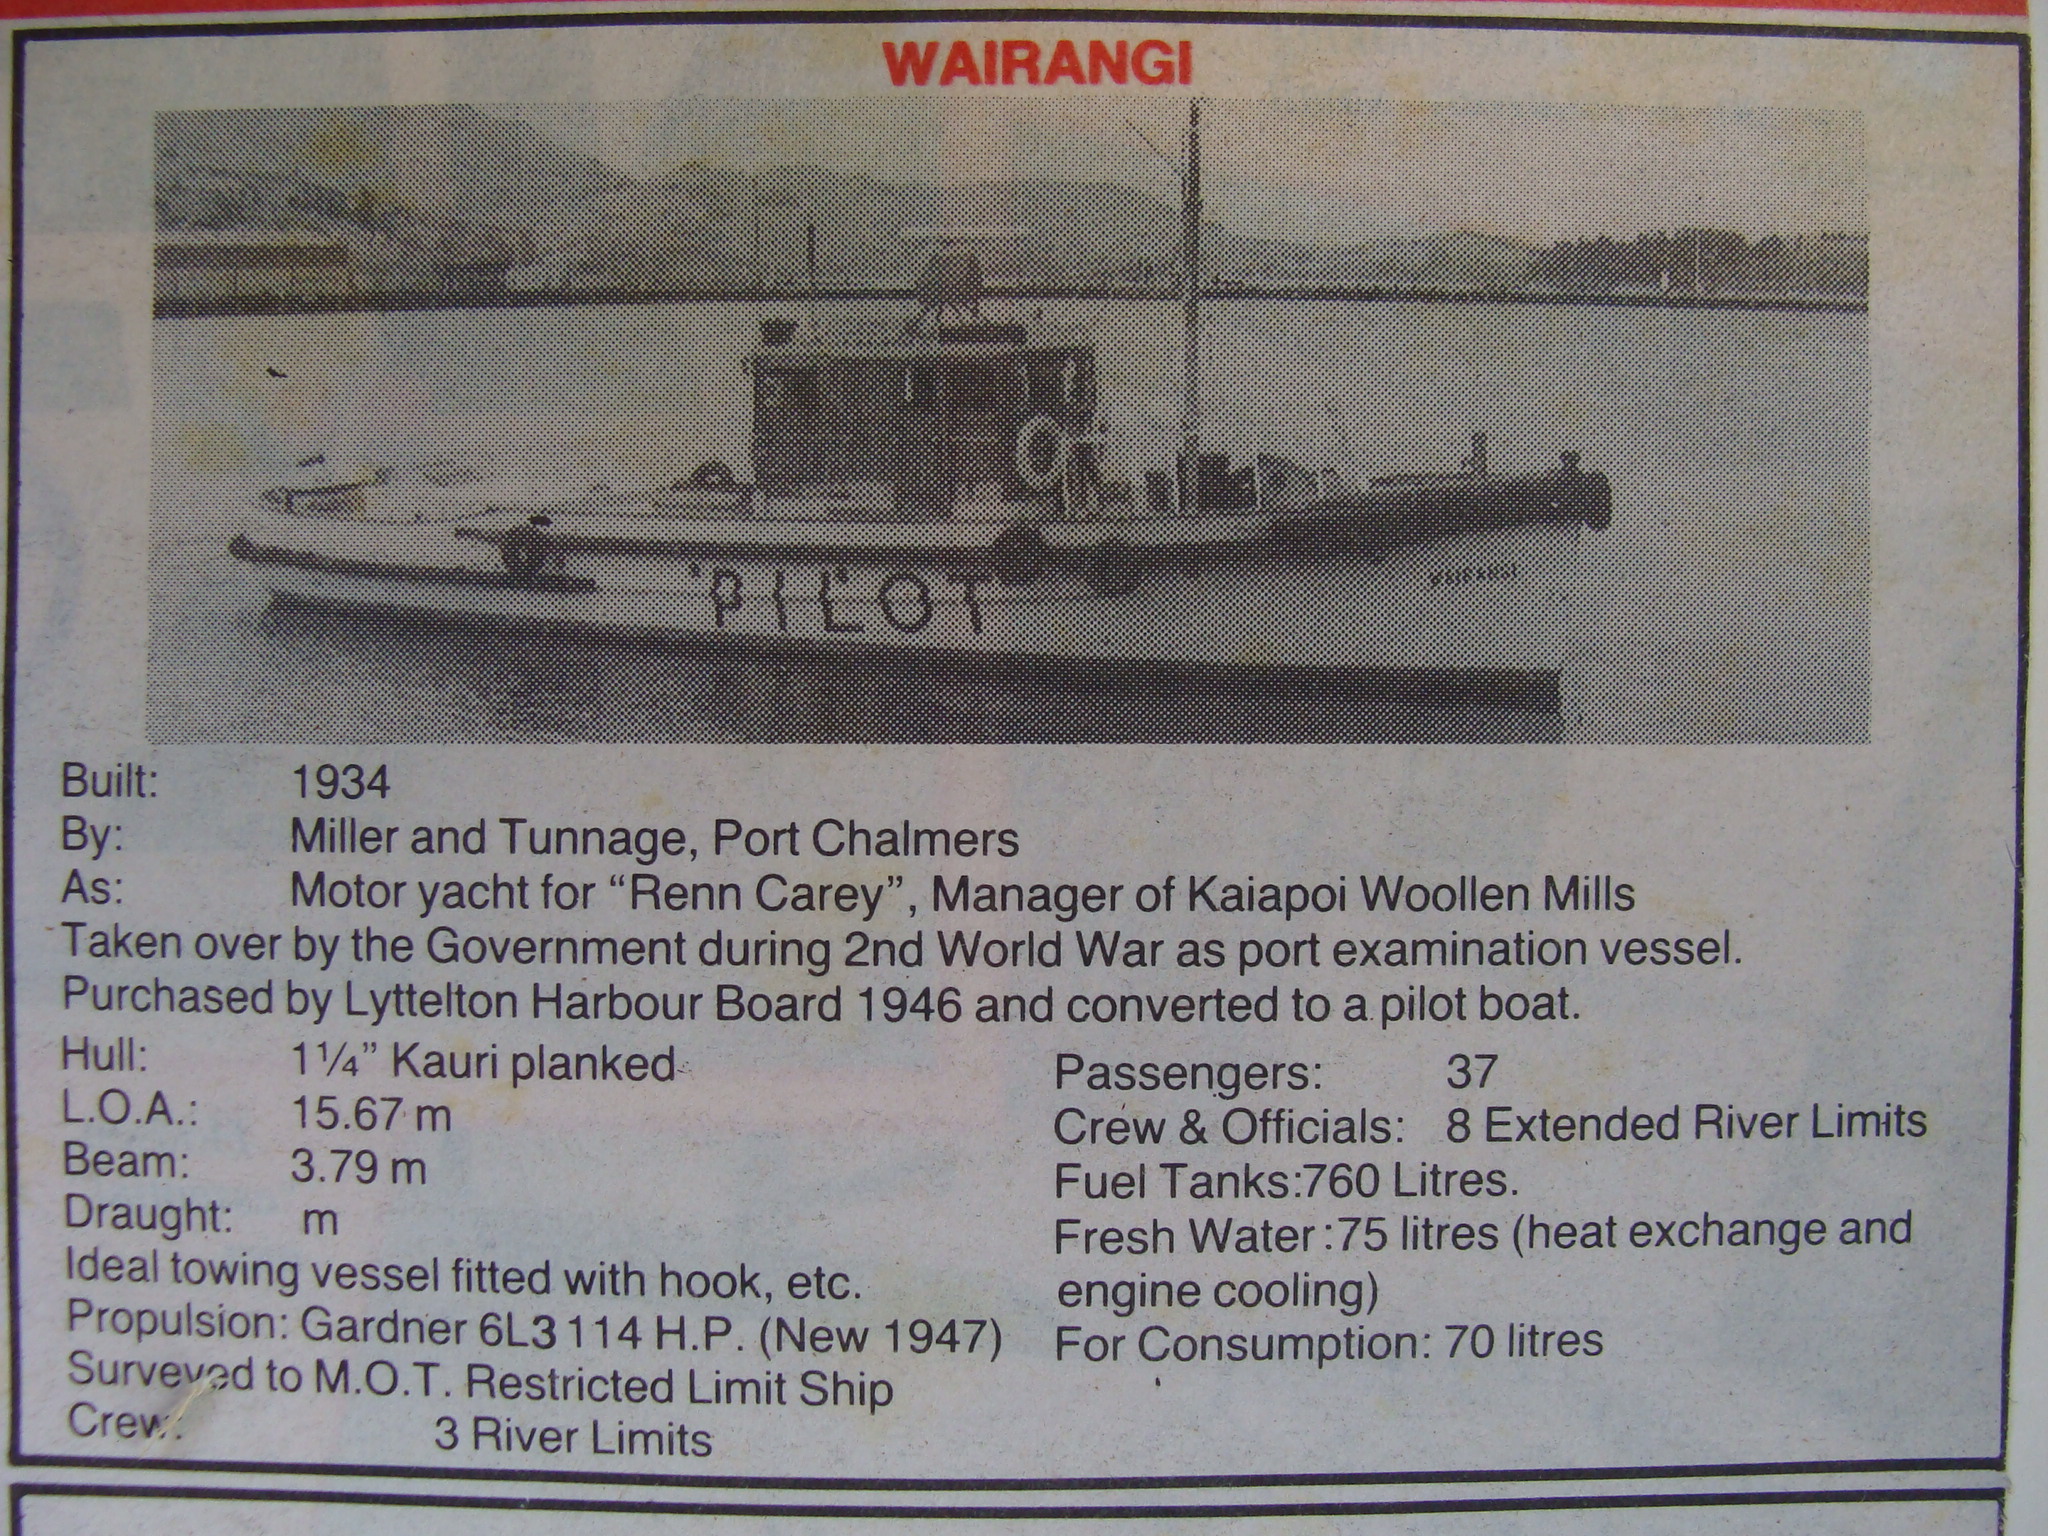 WAIRANGI
PILOT
WAIRANGI
Built: 1934
By: Miller and Tunnage, Port Chalmers
As: Motor yacht for “Renn Carey”, Manager of Kaiapoi Woollen Mills
Taken over by the Government during 2nd World War as port examination vessel.
Purchased by Lyttelton Harbour Board 1946 and converted to a pilot boat.
Hull: 1¼” Kauri planked
L.O.A.: 15.67 m
Beam: 3.79 m
Draught: m
Ideal towing vessel fitted with hook, etc.
Propulsion: Gardner 6L3 114 H.P. (New 1947)
Surveyed to M.O.T. Restricted Limit Ship
Crew: 3 River Limits
Passengers: 37
Crew & Officials: 8 Extended River Limits
Fuel Tanks:760 Litres.
Fresh Water:75 litres (heat exchange and
engine cooling)
For Consumption: 70 litres